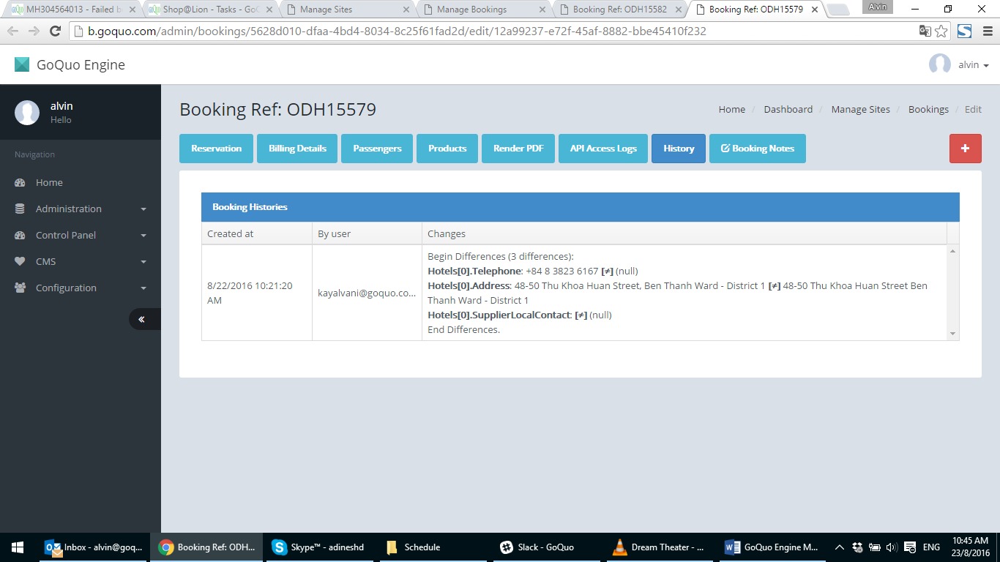 MH304564013 - Failed b
Shop@Lion - Tasks - GoC
Manage Sites
Manage Bookings
Booking Ref: ODH15582
Booking Ref: ODH15579
Alvin
b.goquo.com/admin/bookings/5628d010-dfaa-4bd4-8034-8c25f61fad2d/edit/12a99237-e72f-45af-8882-bbe45410f232
GoQuo Engine
alvin
alvin
Hello
Booking Ref: ODH15579
Home / Dashboard / Manage Sites / Bookings / Edit
Navigation
Reservation
Billing Details
Passengers
Products
Render PDF
API Access Logs
History
Booking Notes
+
Home
Administration
Control Panel
CMS
Configuration
«
Booking Histories
Created at
By user
Changes
8/22/2016 10:21:20
AM
kayalvani@goquo.co...
Begin Differences (3 differences):
Hotels[0].Telephone: +84 8 3823 6167 [≠] (null)
Hotels[0].Address: 48-50 Thu Khoa Huan Street, Ben Thanh Ward - District 1 [≠] 48-50 Thu Khoa Huan Street Ben
Thanh Ward - District 1
Hotels[0].SupplierLocalContact: [≠] (null)
End Differences.
Inbox - alvin@goq...
Booking Ref: ODH...
Skype™ - adineshd
Schedule
Slack - GoQuo
Dream Theater - ...
GoQuo Engine M...
ENG
10:45 AM
23/8/2016